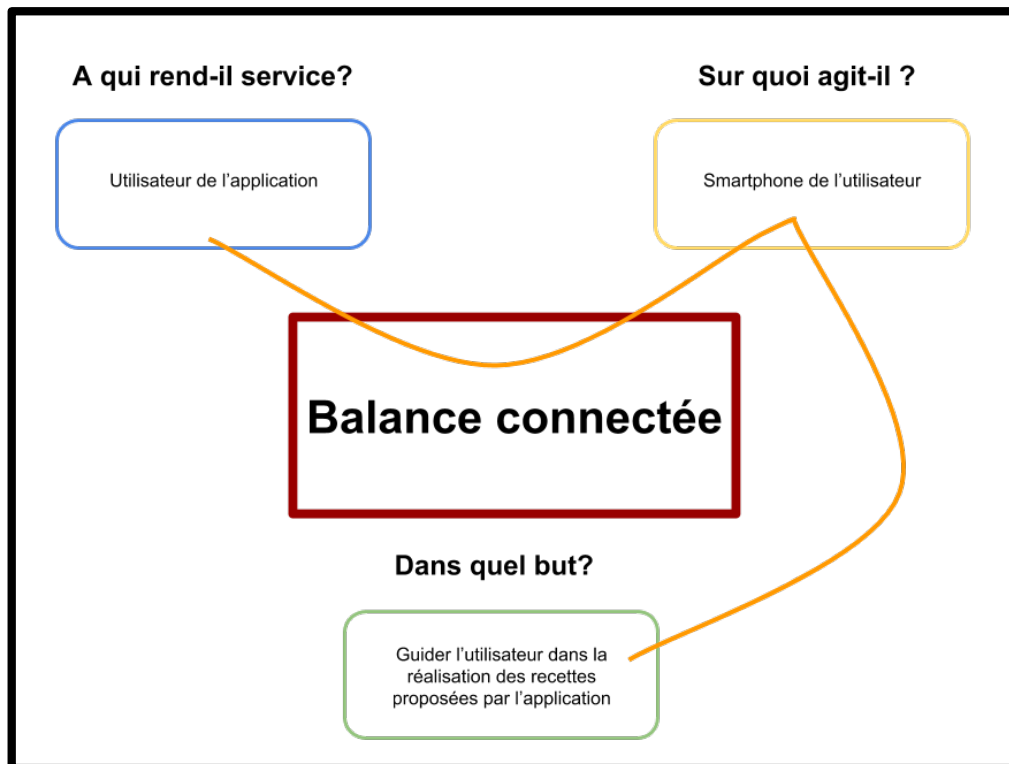 A qui rend-il service?
Sur quoi agit-il ?
Utilisateur de l'application
Smartphone de l'utilisateur
Balance connectée
Dans quel but?
Guider l'utilisateur dans la
réalisation des recettes
proposées par l'application